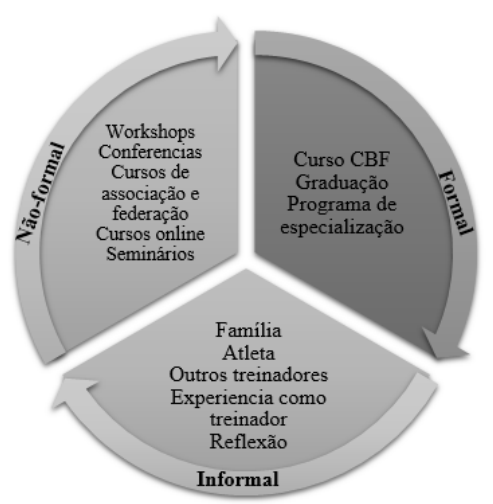 Não-formal
Workshops
Conferencias
Cursos de
associação e
federação
Cursos online
Seminários
Formal
Curso CBF
Graduação
Programa de
especialização
Informal
Família
Atleta
Outros treinadores
Experiencia como
treinador
Reflexão